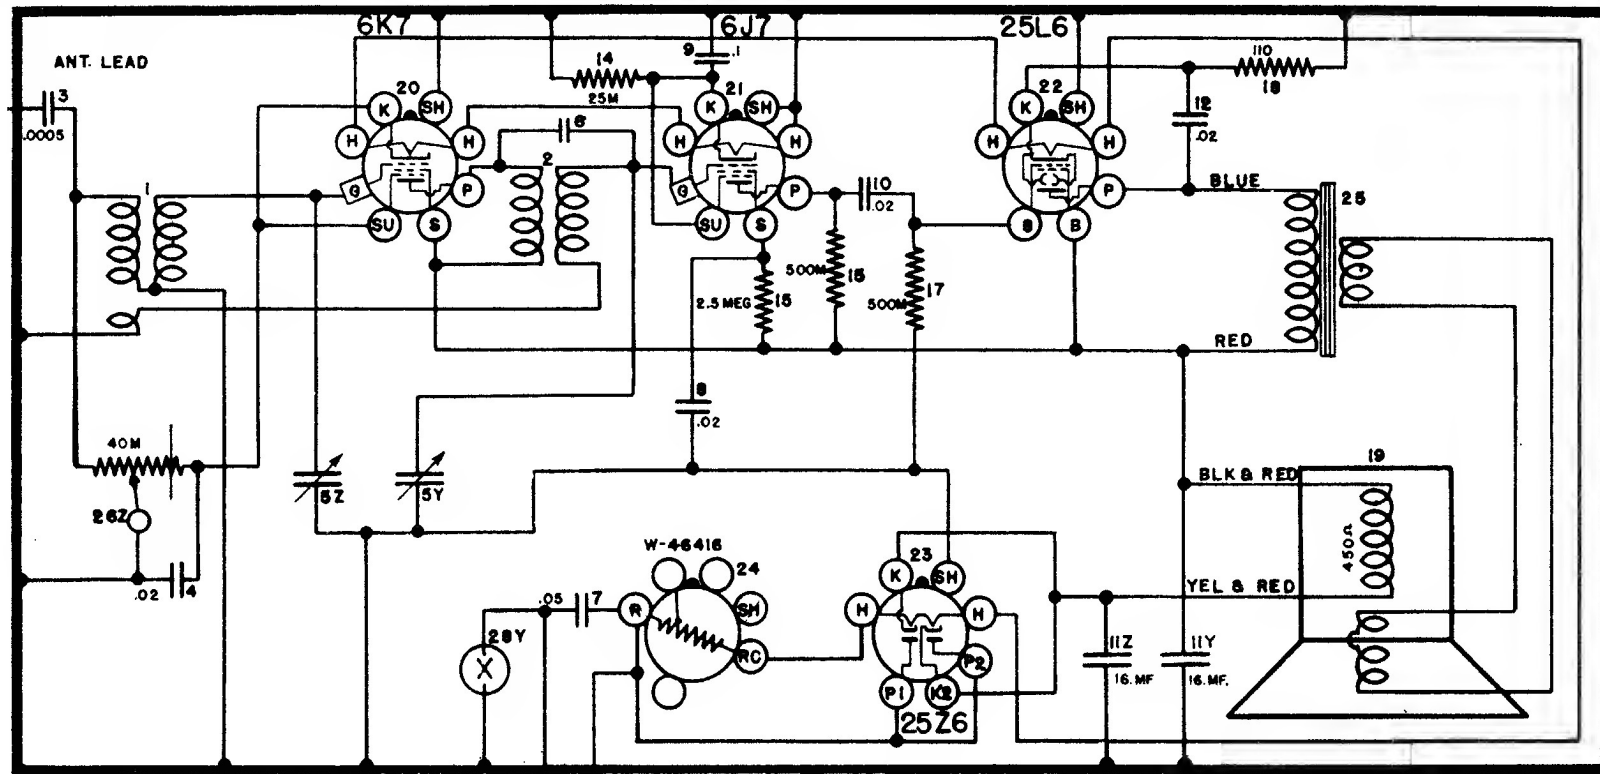 6K7
6J7
25L6
ANT. LEAD
3
.0005
14
25M
9
.1
110
18
20
21
22
12
.02
K
SH
H
H
G
P
SU
S
6
2
K
SH
H
H
G
P
SU
S
10
.02
K
SH
H
H
P
8
B
BLUE
25
1
2.5 MEG
15
500M
15
500M
17
RED
8
.02
40M
26Z
.02
4
5Z
5Y
BLK & RED
19
450Ω
YEL & RED
W-46416
24
R
SH
RC
.05
7
28Y
X
23
K
SH
H
H
P2
P1
K2
25Z6
11Z
16.MF
11Y
16.MF.